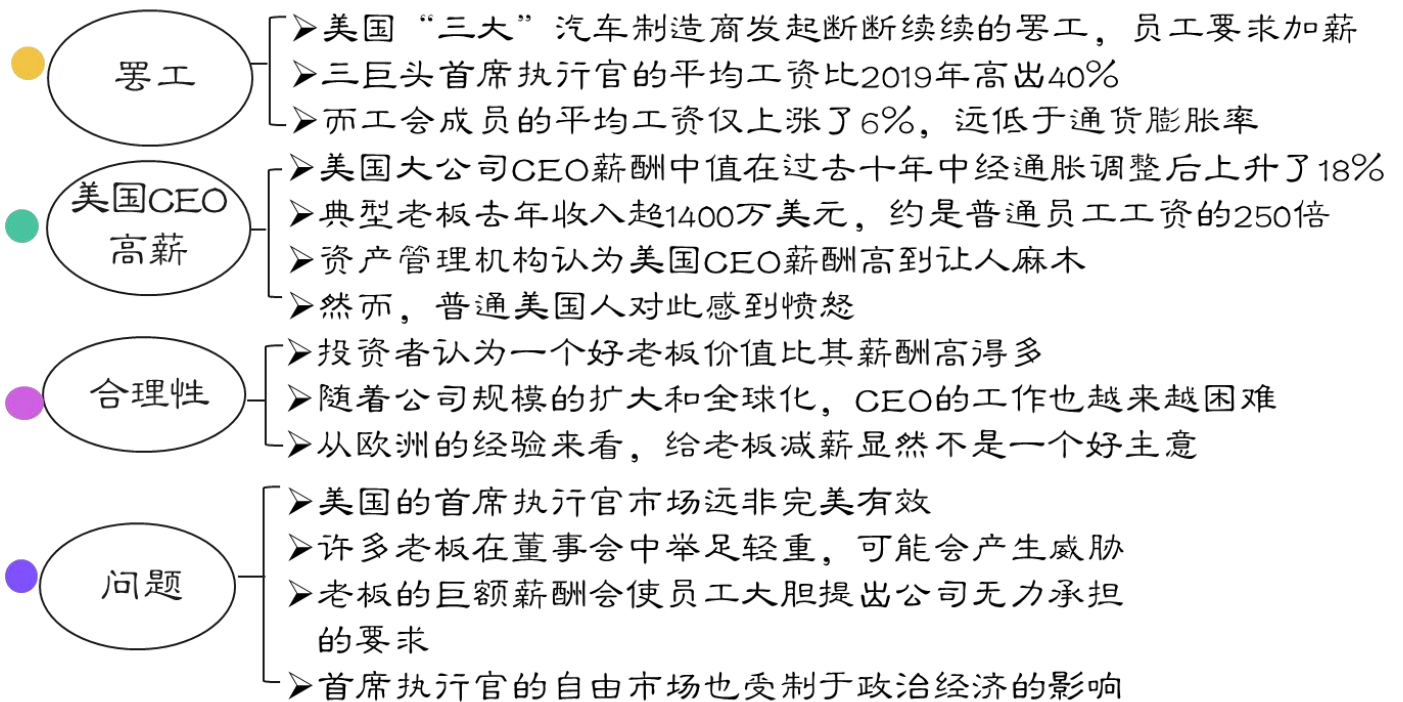 罢工
➢美国“三大”汽车制造商发起断断续续的罢工，员工要求加薪
➢三巨头首席执行官的平均工资比2019年高出40%
➢而工会成员的平均工资仅上涨了6%，远低于通货膨胀率
美国CEO
高薪
➢美国大公司CEO薪酬中值在过去十年中经通胀调整后上升了18%
➢典型老板去年收入超1400万美元，约是普通员工工资的250倍
➢资产管理机构认为美国CEO薪酬高到让人麻木
➢然而，普通美国人对此感到愤怒
合理性
➢投资者认为一个好老板价值比其薪酬高得多
➢随着公司规模的扩大和全球化，CEO的工作也越来越困难
➢从欧洲的经验来看，给老板减薪显然不是一个好主意
问题
➢美国的首席执行官市场远非完美有效
➢许多老板在董事会中举足轻重，可能会产生威胁
➢老板的巨额薪酬会使员工大胆提出公司无力承担
的要求
➢首席执行官的自由市场也受制于政治经济的影响